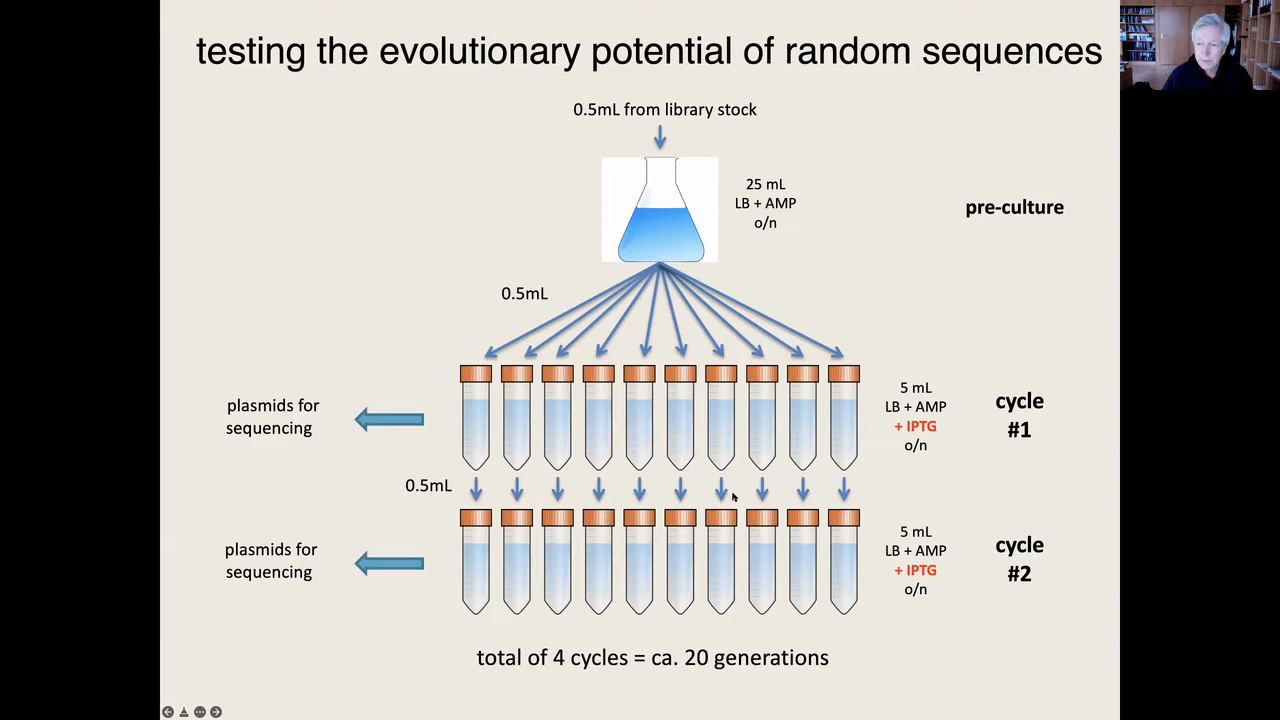 testing the evolutionary potential of random sequences
0.5mL from library stock
25 mL
LB + AMP
o/n
pre-culture
0.5mL
plasmids for
sequencing
5 mL
LB + AMP
+ IPTG
o/n
cycle
#1
0.5mL
plasmids for
sequencing
5 mL
LB + AMP
+ IPTG
o/n
cycle
#2
total of 4 cycles = ca. 20 generations